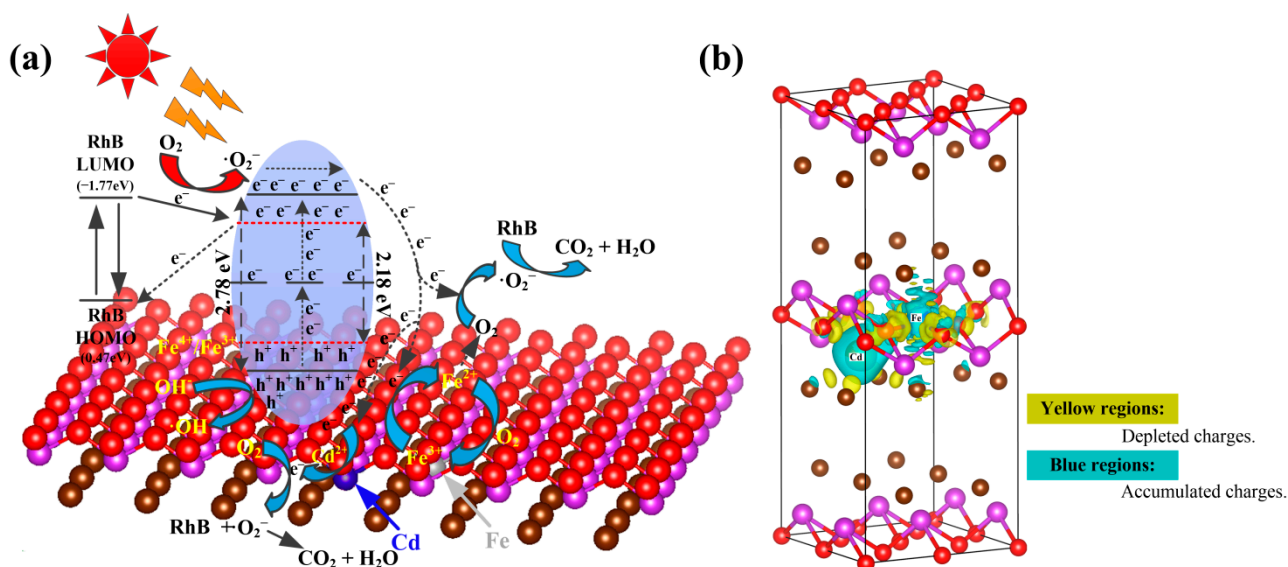 (a)
(b)
RhB
LUMO
(−1.77eV)
O₂
·O₂⁻
e⁻
e⁻ e⁻ e⁻ e⁻ e⁻
e⁻
e⁻ e⁻ e⁻ e⁻
e⁻
e⁻
e⁻
e⁻
e⁻
e⁻
2.78 eV
2.18 eV
e⁻ e⁻ e⁻ e⁻
e⁻
e⁻
RhB
CO₂ + H₂O
·O₂⁻
O₂
RhB
HOMO
(0.47eV)
Fe⁴⁺/Fe³⁺
h⁺ h⁺ h⁺ h⁺
h⁺ h⁺ h⁺ h⁺ h⁺
h⁺
e⁻
e⁻
e⁻
e⁻
e⁻
e⁻
OH⁻
·OH
Fe²⁺
O₂
Fe³⁺
Cd²⁺
O₂
e⁻
RhB +·O₂⁻
CO₂ + H₂O
Cd
Fe
Fe
Cd
Yellow regions:
Depleted charges.
Blue regions:
Accumulated charges.